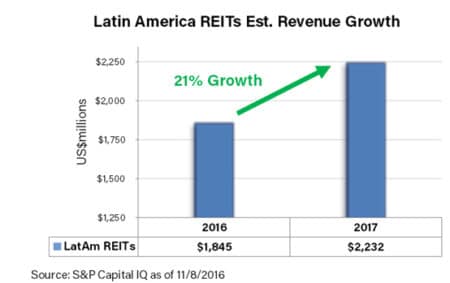 Latin America REITs Est. Revenue Growth
US$millions
$2,250
$2,000
$1,750
$1,500
$1,250
21% Growth
2016 2017
LatAm REITs $1,845 $2,232
Source: S&P Capital IQ as of 11/8/2016